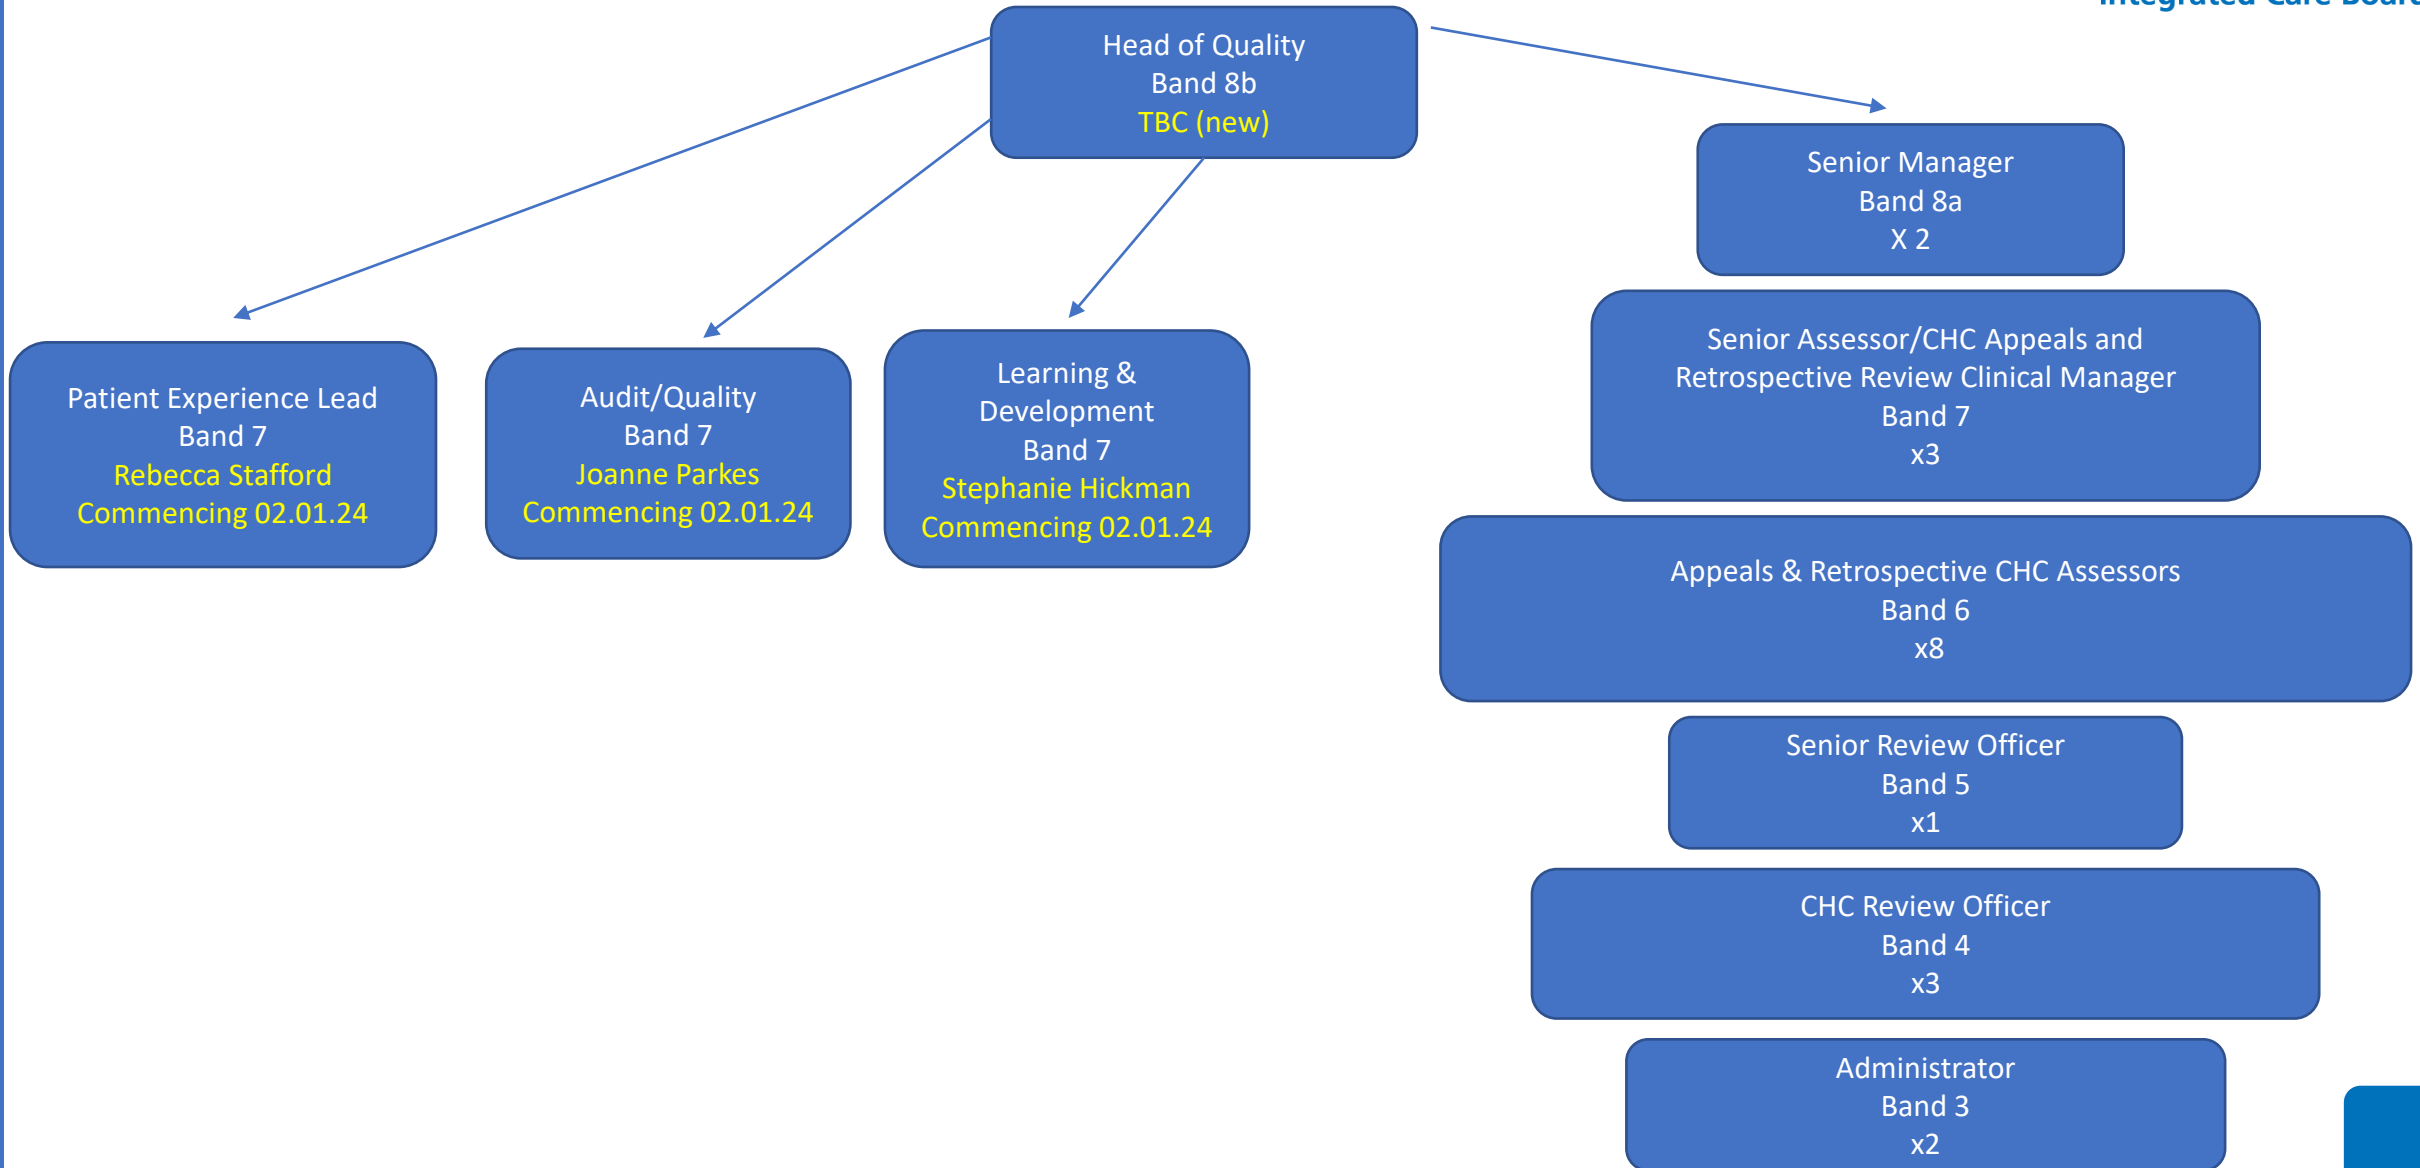 Integrated Care Board
Head of Quality
Band 8b
TBC (new)
Senior Manager
Band 8a
X 2
Patient Experience Lead
Band 7
Rebecca Stafford
Commencing 02.01.24
Audit/Quality
Band 7
Joanne Parkes
Commencing 02.01.24
Learning &
Development
Band 7
Stephanie Hickman
Commencing 02.01.24
Senior Assessor/CHC Appeals and
Retrospective Review Clinical Manager
Band 7
x3
Appeals & Retrospective CHC Assessors
Band 6
x8
Senior Review Officer
Band 5
x1
CHC Review Officer
Band 4
x3
Administrator
Band 3
x2